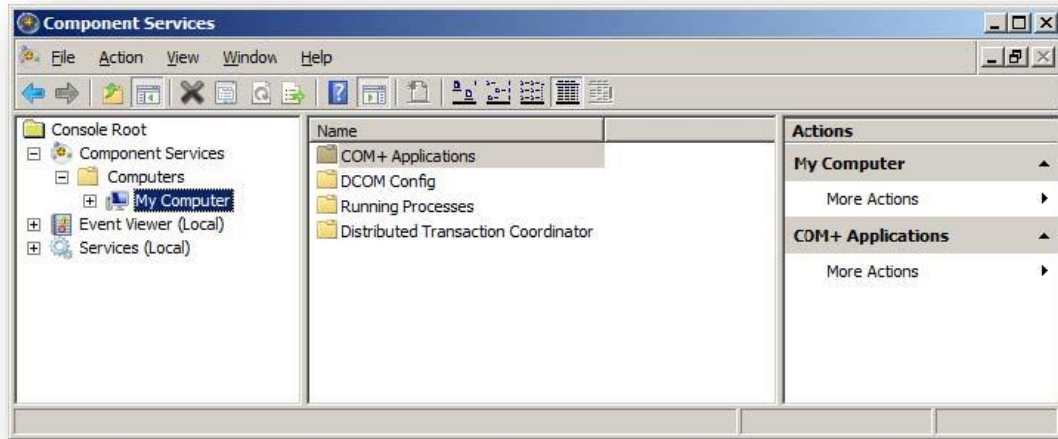 Component Services
File Action View Window Help
Console Root
Component Services
Computers
My Computer
Event Viewer (Local)
Services (Local)
Name
COM+ Applications
DCOM Config
Running Processes
Distributed Transaction Coordinator
Actions
My Computer
More Actions
COM+ Applications
More Actions